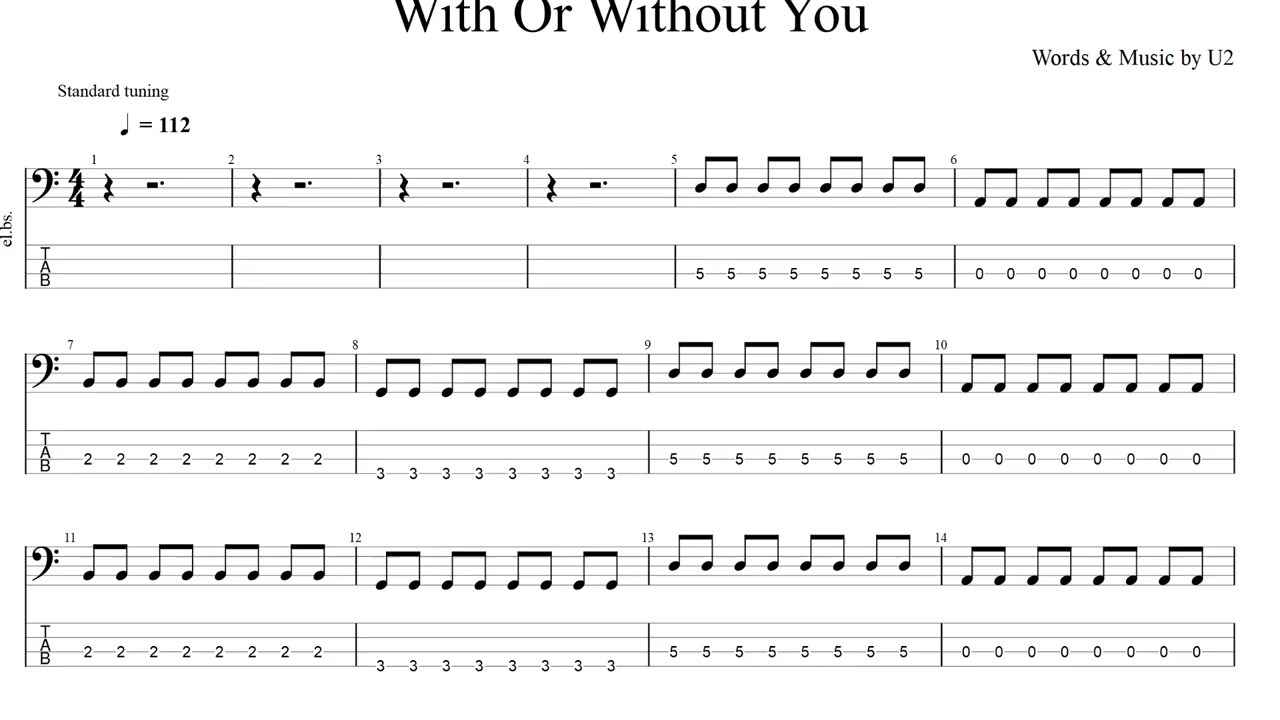 With Or Without You
Words & Music by U2
Standard tuning
♩ = 112
1 2 3 4 5 6
4
4
el.bs.
T
A 5 5 5 5 5 5 5 5 0 0 0 0 0 0 0 0
B
7 8 9 10
T
A 2 2 2 2 2 2 2 2 5 5 5 5 5 5 5 5 0 0 0 0 0 0 0 0
B 3 3 3 3 3 3 3 3
11 12 13 14
T
A 2 2 2 2 2 2 2 2 5 5 5 5 5 5 5 5 0 0 0 0 0 0 0 0
B 3 3 3 3 3 3 3 3